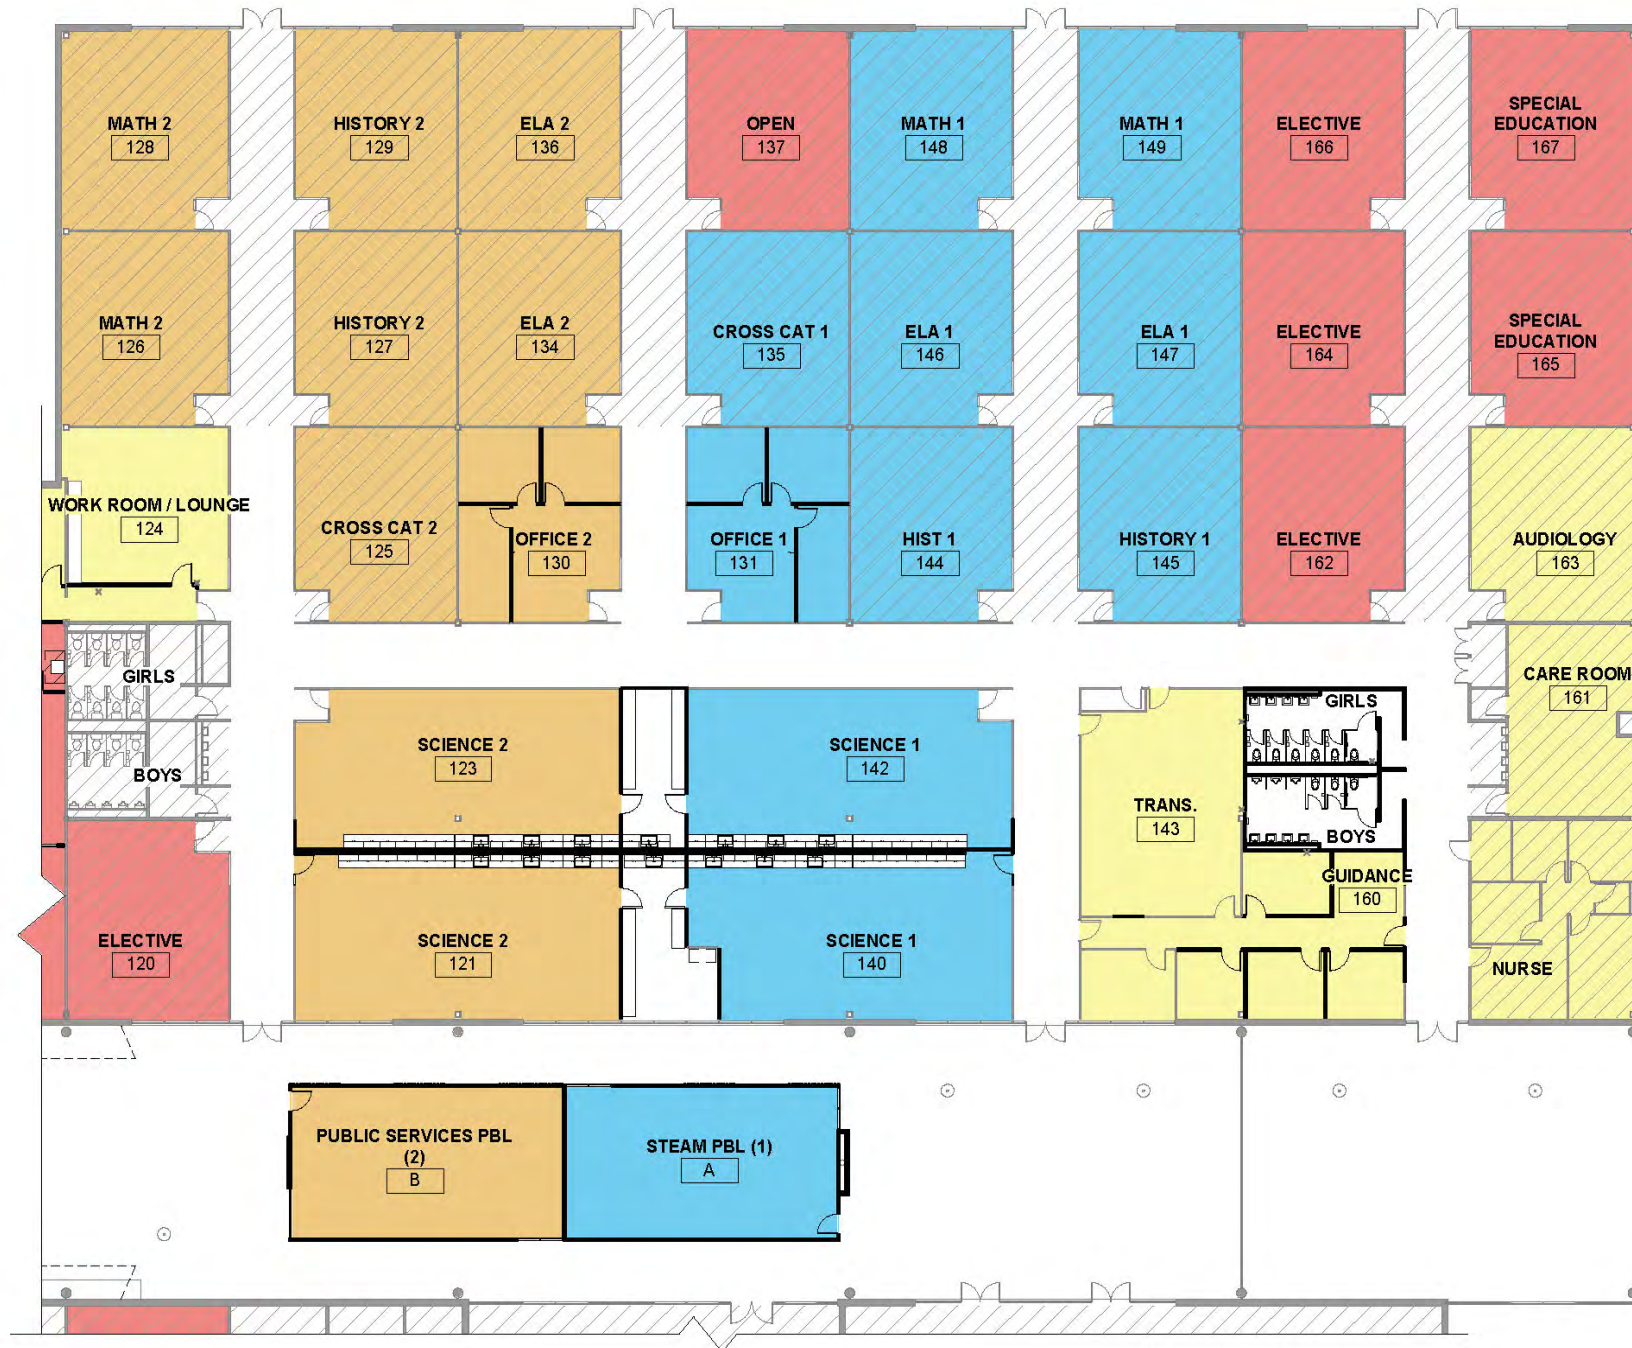 MATH 2
128
HISTORY 2
129
ELA 2
136
OPEN
137
MATH 1
148
MATH 1
149
ELECTIVE
166
SPECIAL
EDUCATION
167
MATH 2
126
HISTORY 2
127
ELA 2
134
CROSS CAT 1
135
ELA 1
146
ELA 1
147
ELECTIVE
164
SPECIAL
EDUCATION
165
WORK ROOM / LOUNGE
124
CROSS CAT 2
125
OFFICE 2
130
OFFICE 1
131
HIST 1
144
HISTORY 1
145
ELECTIVE
162
AUDIOLOGY
163
GIRLS
BOYS
SCIENCE 2
123
SCIENCE 1
142
TRANS.
143
GIRLS
BOYS
CARE ROOM
161
GUIDANCE
160
ELECTIVE
120
SCIENCE 2
121
SCIENCE 1
140
NURSE
PUBLIC SERVICES PBL
(2)
B
STEAM PBL (1)
A